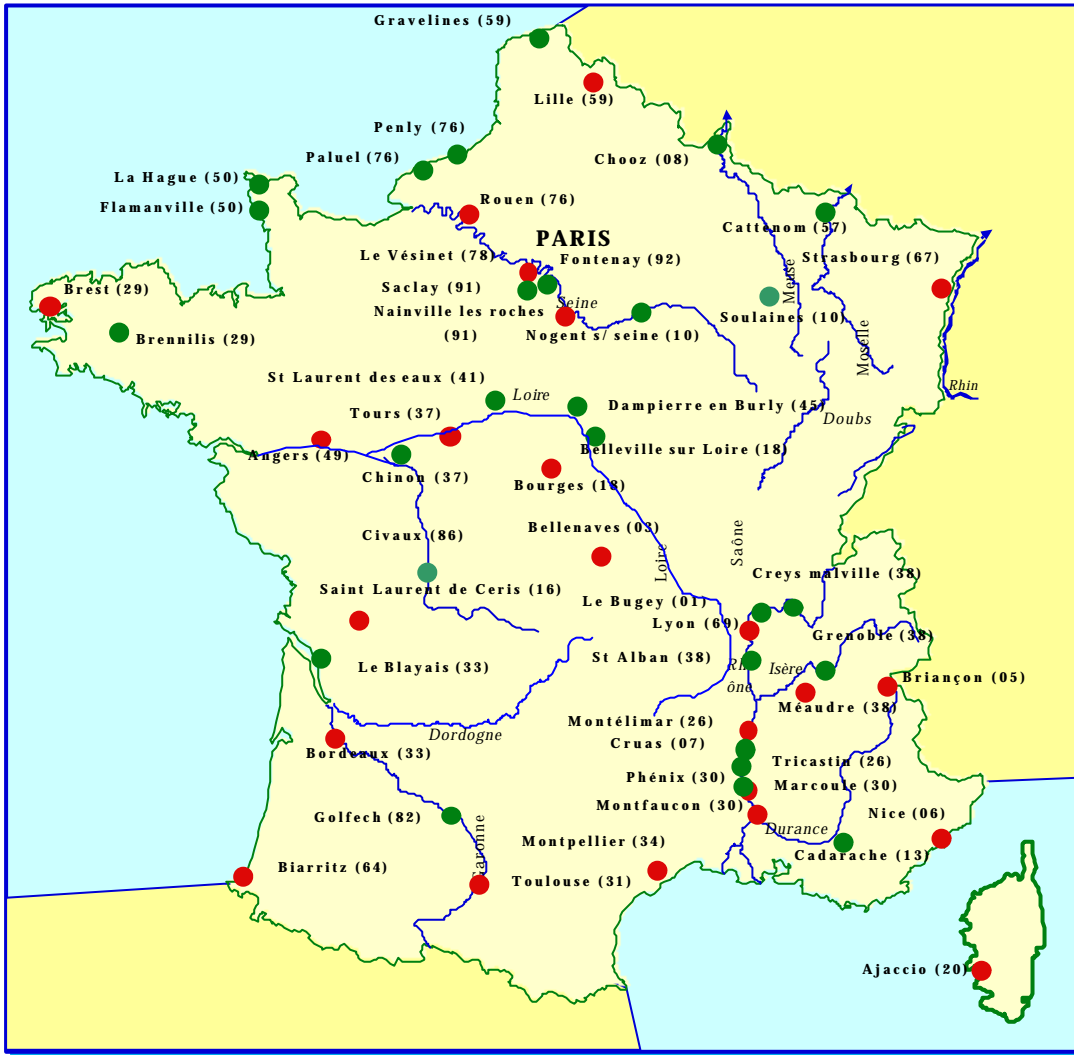 Gravelines (59)
Lille (59)
Penly (76)
Paluel (76)
Chooz (08)
La Hague (50)
Flamanville (50)
Rouen (76)
Cattenom (57)
PARIS
Le Vésinet (78)
Fontenay (92)
Strasbourg (67)
Meuse
Saclay (91)
Seine
Brest (29)
Nainville les roches
(91)
Soulaines (10)
Brennilis (29)
Nogent s/ seine (10)
Moselle
St Laurent des eaux (41)
Loire
Rhin
Tours (37)
Dampierre en Burly (45)
Doubs
Angers (49)
Belleville sur Loire (18)
Chinon (37)
Bourges (18)
Civaux (86)
Bellenaves (03)
Saône
Loire
Creys malville (38)
Saint Laurent de Ceris (16)
Le Bugey (01)
Lyon (69)
Grenoble (38)
Le Blayais (33)
St Alban (38)
Rh
ône
Isère
Briançon (05)
Méaudre (38)
Montélimar (26)
Dordogne
Cruas (07)
Bordeaux (33)
Tricastin (26)
Phénix (30)
Marcoule (30)
Montfaucon (30)
Golfech (82)
Nice (06)
Durance
Garonne
Montpellier (34)
Cadarache (13)
Biarritz (64)
Toulouse (31)
Ajaccio (20)